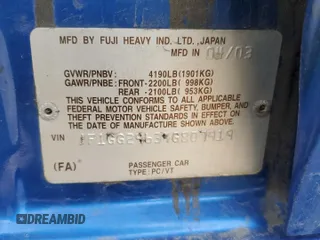 MFD BY FUJI HEAVY IND. LTD., JAPAN
GVWR/PNBV: 4190LB(1901KG)
GAWR/PNBE: FRONT-2200LB( 998KG)
REAR -2100LB( 953KG)
THIS VEHICLE CONFORMS TO ALL APPLICABLE
FEDERAL MOTOR VEHICLE SAFETY, BUMPER, AND
THEFT PREVENTION STANDARDS IN EFFECT ON
THE DATE OF MANUFACTURE SHOWN ABOVE.
VIN
(FA)
PASSENGER CAR
TYPE: PC/VT
DREAMBID